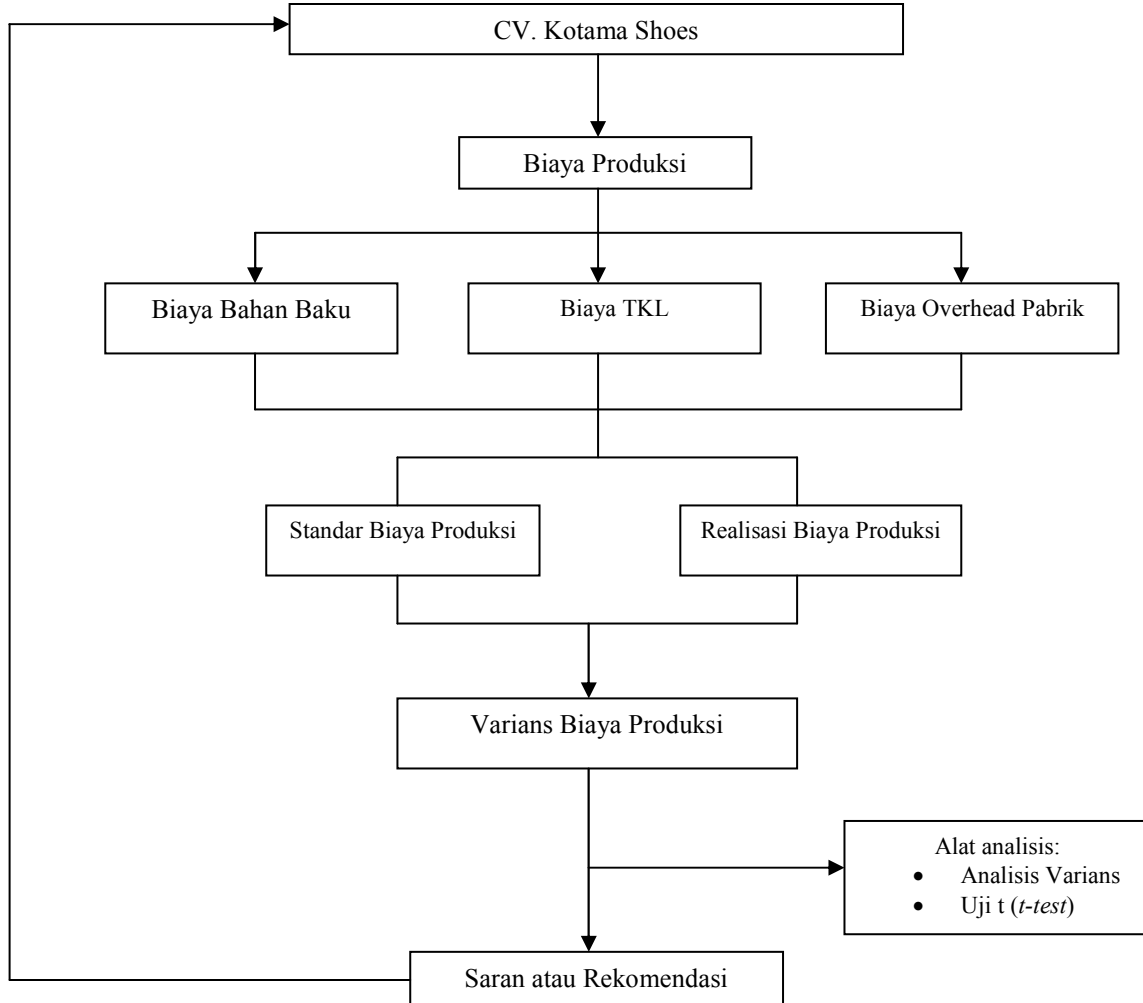 CV. Kotama Shoes
Biaya Produksi
Biaya Bahan Baku
Biaya TKL
Biaya Overhead Pabrik
Standar Biaya Produksi
Realisasi Biaya Produksi
Varians Biaya Produksi
Alat analisis:
• Analisis Varians
• Uji t (t-test)
Saran atau Rekomendasi